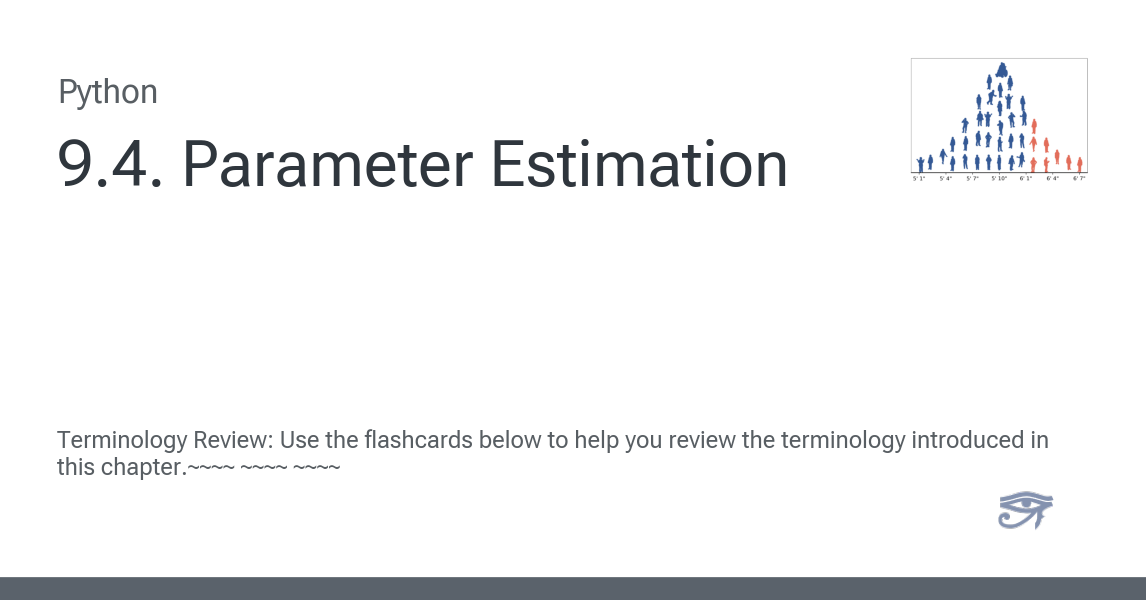 Python
9.4. Parameter Estimation
5' 1" 5' 4" 5' 7" 5' 10" 6' 1" 6' 4" 6' 7"
Terminology Review: Use the flashcards below to help you review the terminology introduced in
this chapter.~~~~ ~~~~ ~~~~